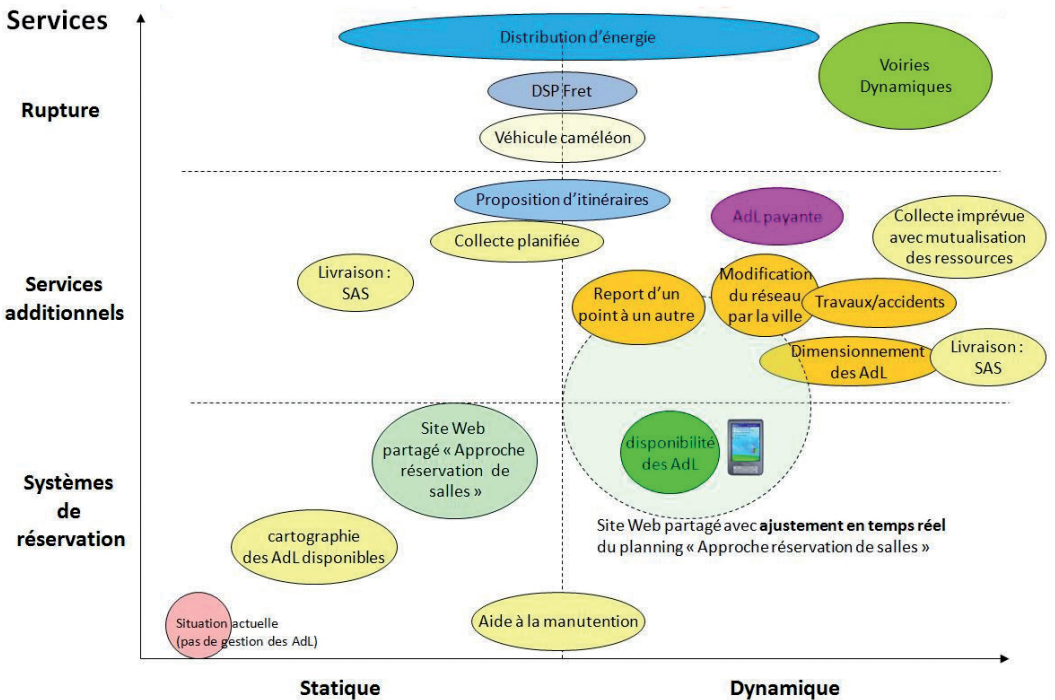 Services
Distribution d'énergie
Voiries
Dynamiques
Rupture
DSP Fret
Véhicule caméléon
Proposition d'itinéraires
AdL payante
Collecte imprévue
avec mutualisation
des ressources
Collecte planifiée
Services
additionnels
Livraison :
SAS
Report d'un
point à un autre
Modification
du réseau
par la ville
Travaux/accidents
Dimensionnement
des AdL
Livraison :
SAS
Systèmes
de
réservation
Site Web
partagé « Approche
réservation de
salles »
disponibilité
des AdL
Site Web partagé avec ajustement en temps réel
du planning « Approche réservation de salles »
cartographie
des AdL disponibles
Situation actuelle
(pas de gestion des AdL)
Aide à la manutention
Statique
Dynamique